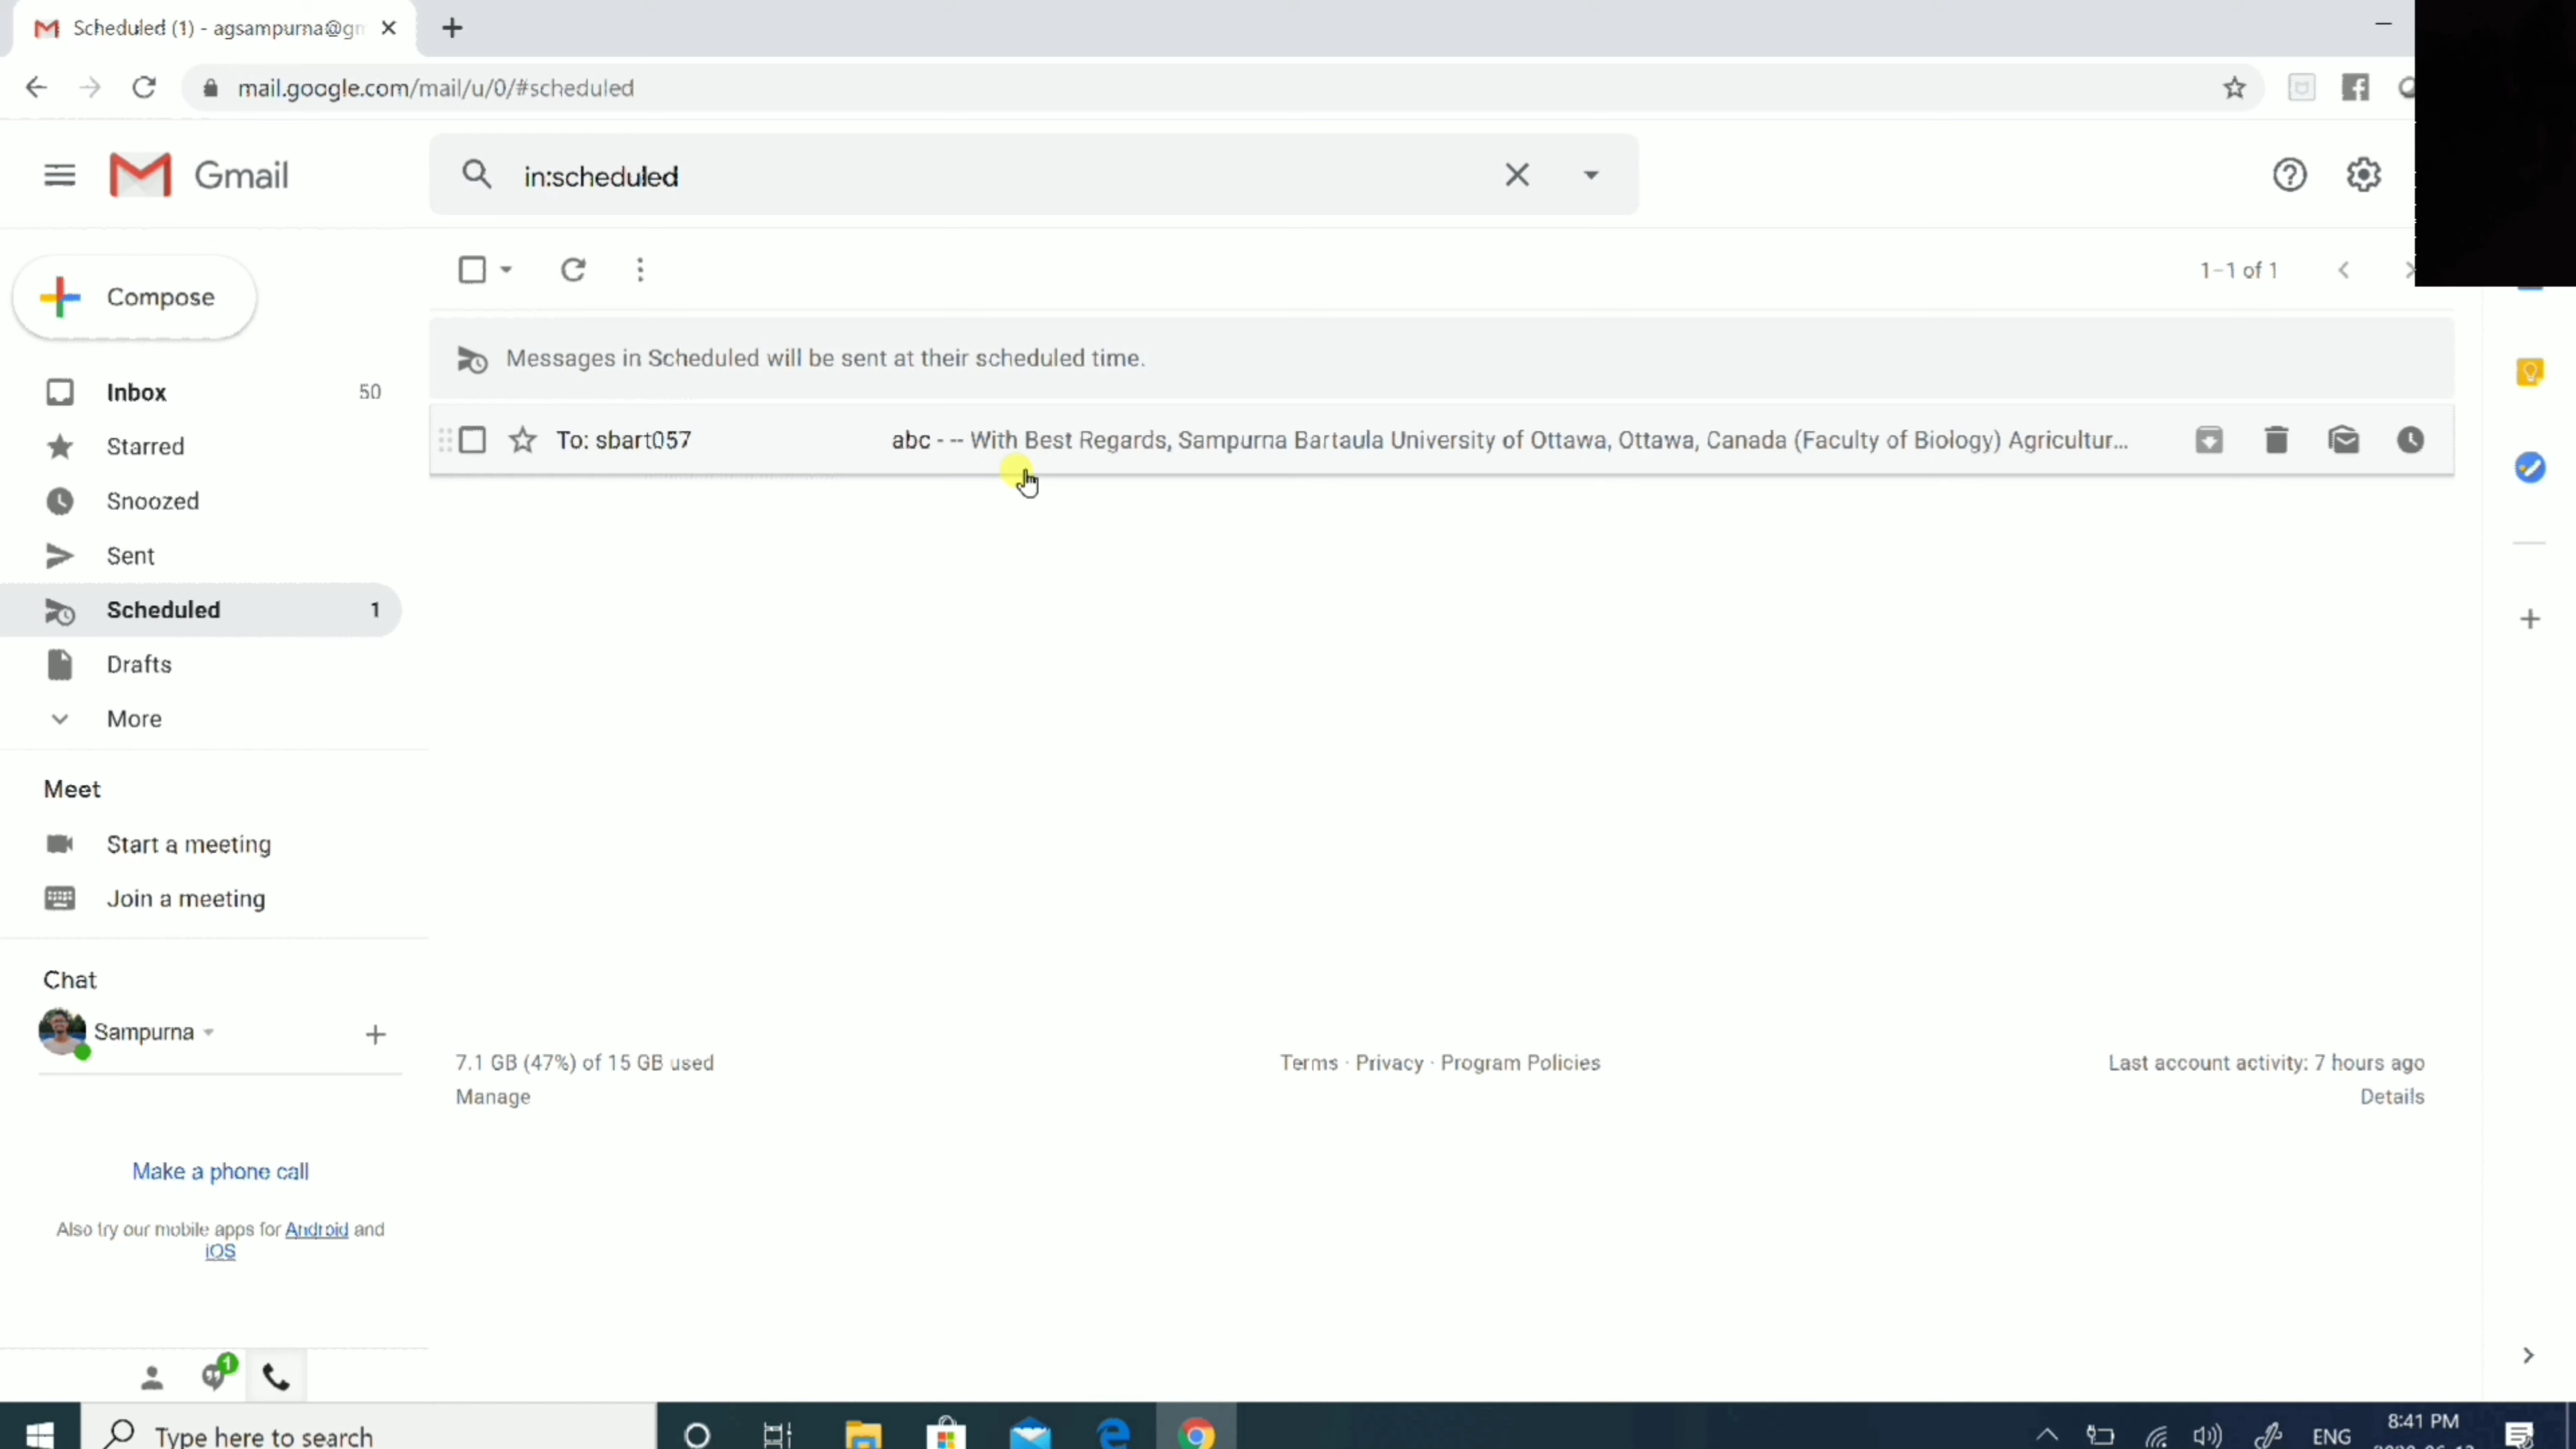 Scheduled (1) - agsampurna@gm
mail.google.com/mail/u/0/#scheduled
Gmail
in:scheduled
1–1 of 1
Compose
Messages in Scheduled will be sent at their scheduled time.
Inbox 50
To: sbart057 abc - -- With Best Regards, Sampurna Bartaula University of Ottawa, Ottawa, Canada (Faculty of Biology) Agricultur...
Starred
Snoozed
Sent
Scheduled 1
Drafts
More
Meet
Start a meeting
Join a meeting
Chat
Sampurna
7.1 GB (47%) of 15 GB used
Manage
Terms · Privacy · Program Policies
Last account activity: 7 hours ago
Details
Make a phone call
Also try our mobile apps for Android and
iOS
1
Type here to search
ENG
8:41 PM